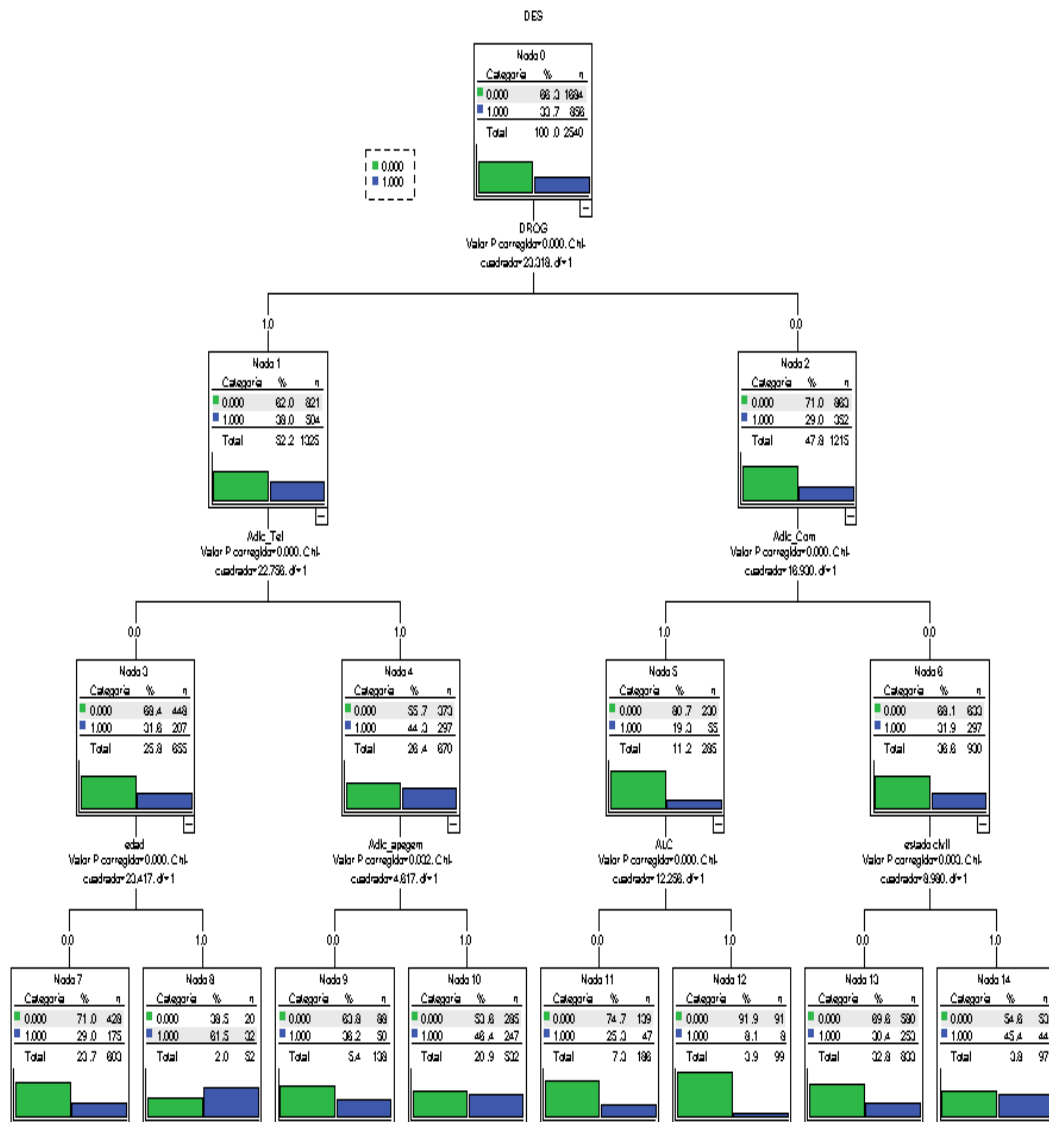 DES
Nodo 0
Categoría % n
0.000 66.3 1684
1.000 33.7 856
Total 100.0 2540
0.000
1.000
DROG
Valor P corregido=0.000. Chi-
cuadrado=23.318. df=1
1.0
0.0
Nodo 1
Categoría % n
0.000 62.0 821
1.000 38.0 504
Total 52.2 1325
Nodo 2
Categoría % n
0.000 71.0 863
1.000 29.0 352
Total 47.8 1215
Adic_Tel
Valor P corregido=0.000. Chi-
cuadrado=22.758. df=1
Adic_Com
Valor P corregido=0.000. Chi-
cuadrado=16.930. df=1
0.0
1.0
1.0
0.0
Nodo 3
Categoría % n
0.000 68.4 448
1.000 31.6 207
Total 25.8 655
Nodo 4
Categoría % n
0.000 55.7 373
1.000 44.3 297
Total 26.4 670
Nodo 5
Categoría % n
0.000 80.7 230
1.000 19.3 55
Total 11.2 285
Nodo 6
Categoría % n
0.000 68.1 633
1.000 31.9 297
Total 36.6 930
edad
Valor P corregido=0.000. Chi-
cuadrado=23.417. df=1
Adic_apegem
Valor P corregido=0.032. Chi-
cuadrado=4.617. df=1
ALC
Valor P corregido=0.000. Chi-
cuadrado=12.256. df=1
estado civil
Valor P corregido=0.003. Chi-
cuadrado=8.980. df=1
0.0
1.0
0.0
1.0
0.0
1.0
0.0
1.0
Nodo 7
Categoría % n
0.000 71.0 428
1.000 29.0 175
Total 23.7 603
Nodo 8
Categoría % n
0.000 38.5 20
1.000 61.5 32
Total 2.0 52
Nodo 9
Categoría % n
0.000 63.8 88
1.000 36.2 50
Total 5.4 138
Nodo 10
Categoría % n
0.000 53.6 285
1.000 46.4 247
Total 20.9 532
Nodo 11
Categoría % n
0.000 74.7 139
1.000 25.3 47
Total 7.3 186
Nodo 12
Categoría % n
0.000 91.9 91
1.000 8.1 8
Total 3.9 99
Nodo 13
Categoría % n
0.000 69.6 580
1.000 30.4 253
Total 32.8 833
Nodo 14
Categoría % n
0.000 54.6 53
1.000 45.4 44
Total 3.8 97